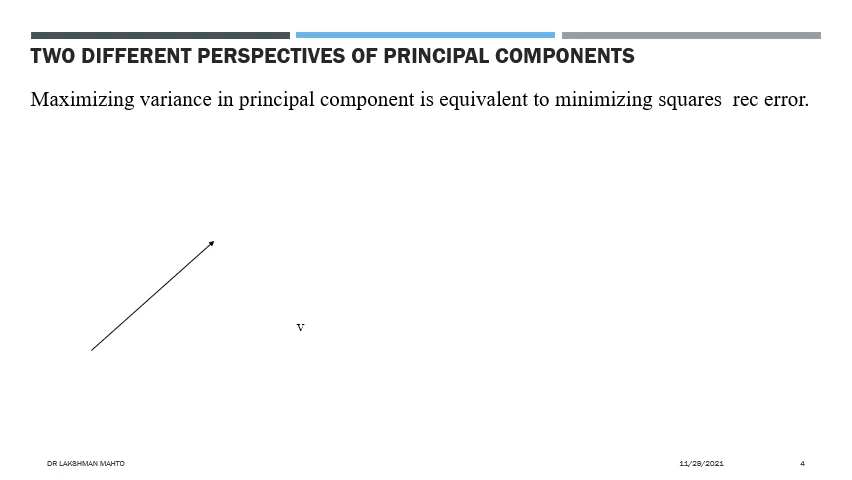 TWO DIFFERENT PERSPECTIVES OF PRINCIPAL COMPONENTS
Maximizing variance in principal component is equivalent to minimizing squares rec error.
v
DR LAKSHMAN MAHTO 11/29/2021 4